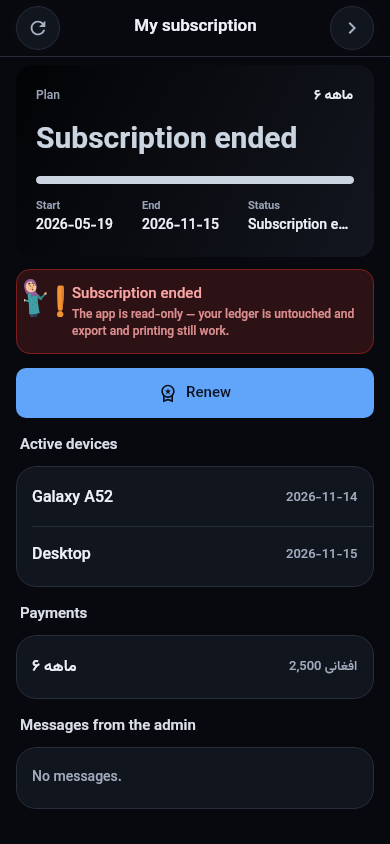 My subscription
Plan
۶ ماهه
Subscription ended
Start
End
Status
2026-05-19
2026-11-15
Subscription e...
Subscription ended
The app is read-only — your ledger is untouched and
export and printing still work.
Renew
Active devices
Galaxy A52
2026-11-14
Desktop
2026-11-15
Payments
۶ ماهه
2,500 افغانی
Messages from the admin
No messages.